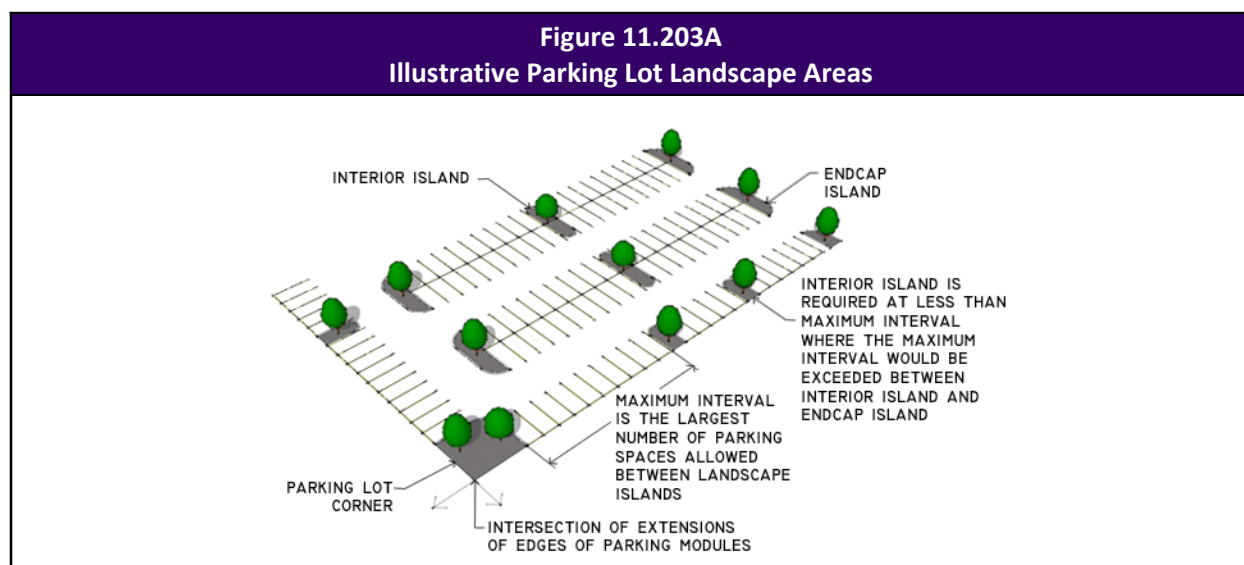 Figure 11.203A
Illustrative Parking Lot Landscape Areas
INTERIOR ISLAND
ENDCAP
ISLAND
INTERIOR ISLAND IS
REQUIRED AT LESS THAN
MAXIMUM INTERVAL
WHERE THE MAXIMUM
INTERVAL WOULD BE
EXCEEDED BETWEEN
INTERIOR ISLAND AND
ENDCAP ISLAND
MAXIMUM INTERVAL
IS THE LARGEST
NUMBER OF PARKING
SPACES ALLOWED
BETWEEN LANDSCAPE
ISLANDS
PARKING LOT
CORNER
INTERSECTION OF EXTENSIONS
OF EDGES OF PARKING MODULES